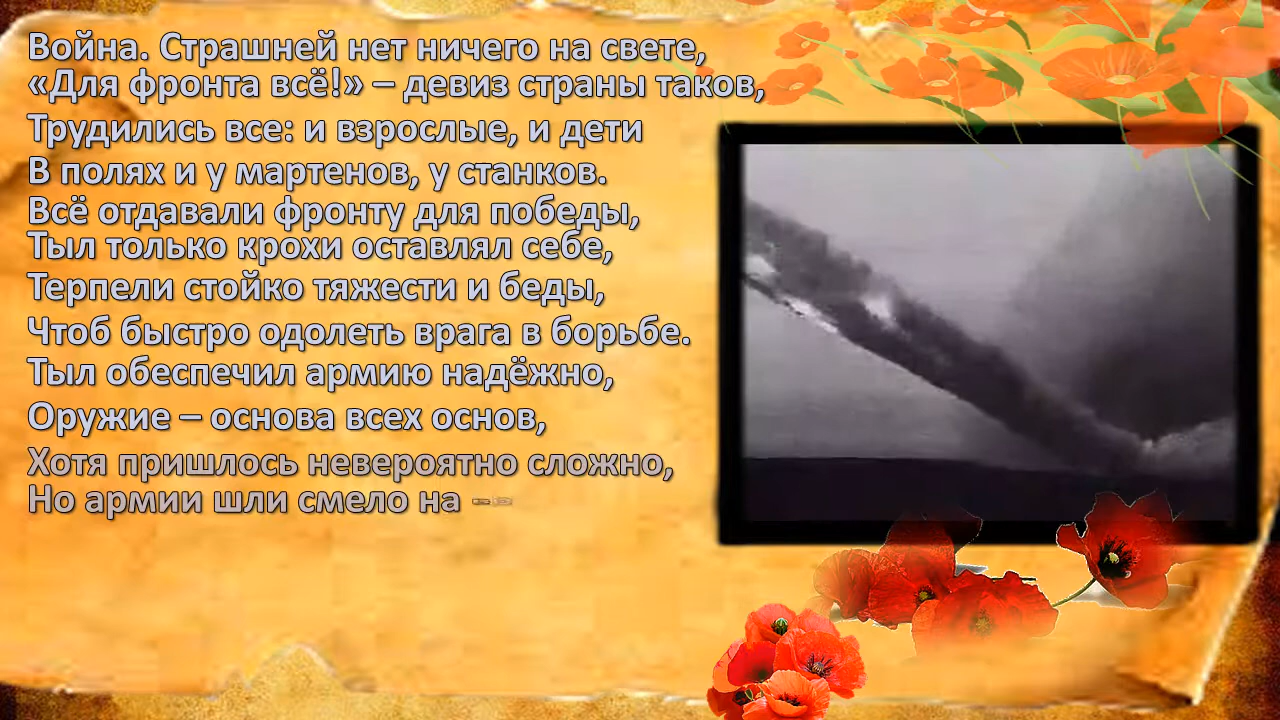 Война. Страшней нет ничего на свете,
«Для фронта всё!» – девиз страны таков,
Трудились все: и взрослые, и дети
В полях и у мартенов, у станков.
Всё отдавали фронту для победы,
Тыл только крохи оставлял себе,
Терпели стойко тяжести и беды,
Чтоб быстро одолеть врага в борьбе.
Тыл обеспечил армию надёжно,
Оружие – основа всех основ,
Хотя пришлось невероятно сложно,
Но армии шли смело на